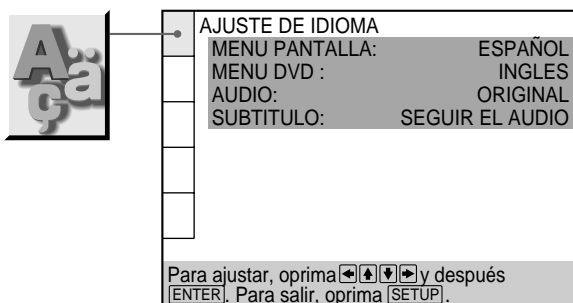 Aäç
AJUSTE DE IDIOMA
MENU PANTALLA: ESPAÑOL
MENU DVD : INGLES
AUDIO: ORIGINAL
SUBTITULO: SEGUIR EL AUDIO
Para ajustar, oprima ←↑↓→ y después
ENTER. Para salir, oprima SETUP.